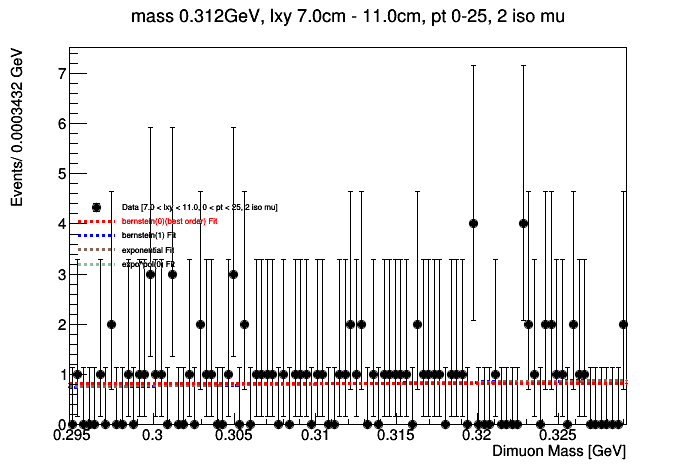 mass 0.312GeV, lxy 7.0cm - 11.0cm, pt 0-25, 2 iso mu
Events/ 0.0003432 GeV
7
6
5
4
3
2
1
0
Data [7.0 < lxy < 11.0, 0 < pt < 25, 2 iso mu]
bernstein(0)(best order) Fit
bernstein(1) Fit
exponential Fit
0.295 0.3 0.305 0.31 0.315 0.32 0.325
Dimuon Mass [GeV]